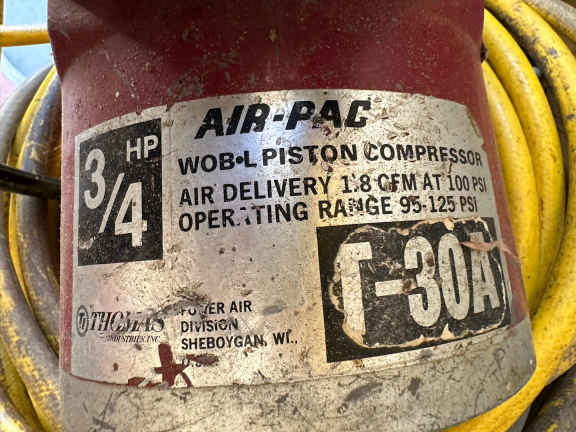 AIR-PAC
3/4 HP
WOB•L PISTON COMPRESSOR
AIR DELIVERY 1.8 CFM AT 100 PSI
OPERATING RANGE 95-125 PSI
T-30A
THOMAS
INDUSTRIES, INC.
POWER AIR
DIVISION
SHEBOYGAN, WI.,